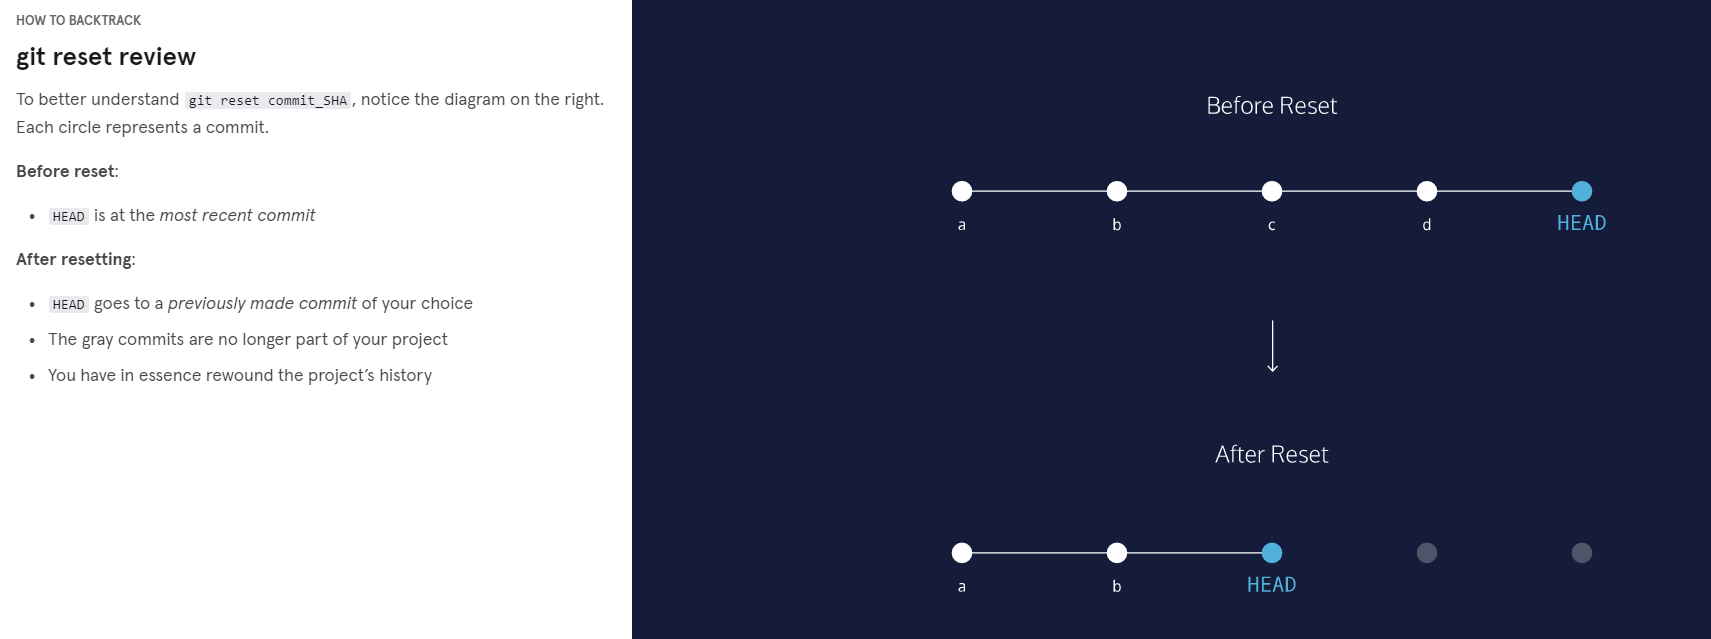 HOW TO BACKTRACK
git reset review
To better understand git reset commit_SHA, notice the diagram on the right.
Each circle represents a commit.
Before reset:
• HEAD is at the most recent commit
After resetting:
• HEAD goes to a previously made commit of your choice
• The gray commits are no longer part of your project
• You have in essence rewound the project’s history
Before Reset
a b c d HEAD
After Reset
a b HEAD